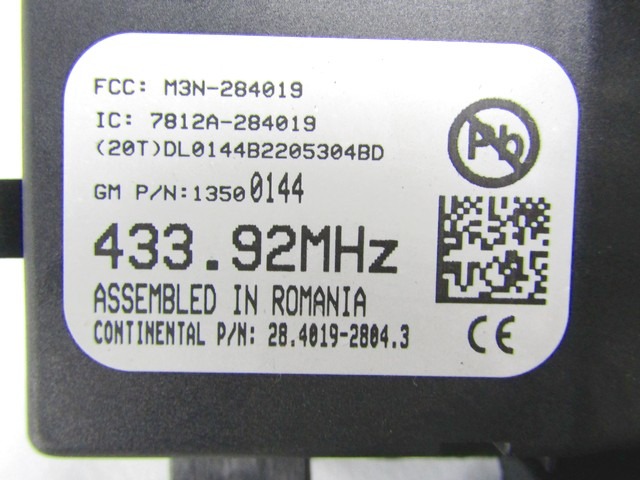 FCC: M3N-284019
IC: 7812A-284019
(20T)DL0144B2205304BD
GM P/N:13500144
433.92MHz
ASSEMBLED IN ROMANIA
CONTINENTAL P/N: 28.4019-2804.3
Pb
CE